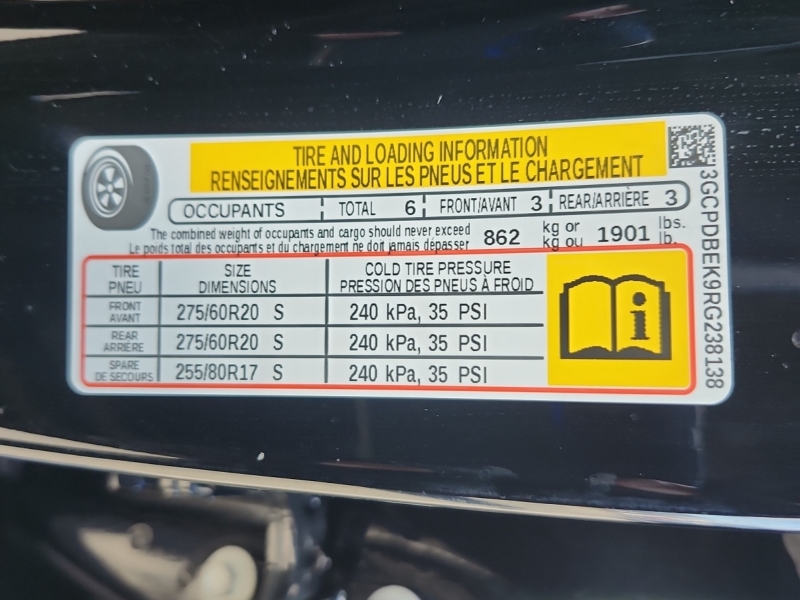 TIRE AND LOADING INFORMATION
RENSEIGNEMENTS SUR LES PNEUS ET LE CHARGEMENT
OCCUPANTS TOTAL 6 FRONT/AVANT 3 REAR/ARRIÈRE 3
The combined weight of occupants and cargo should never exceed 862 kg or 1901 lbs.
Le poids total des occupants et du chargement ne doit jamais dépasser kg ou lb.
TIRE SIZE COLD TIRE PRESSURE
PNEU DIMENSIONS PRESSION DES PNEUS À FROID
FRONT
AVANT 275/60R20 S 240 kPa, 35 PSI
REAR
ARRIÈRE 275/60R20 S 240 kPa, 35 PSI
SPARE
DE SECOURS 255/80R17 S 240 kPa, 35 PSI
3GCPDBEK9RG238138